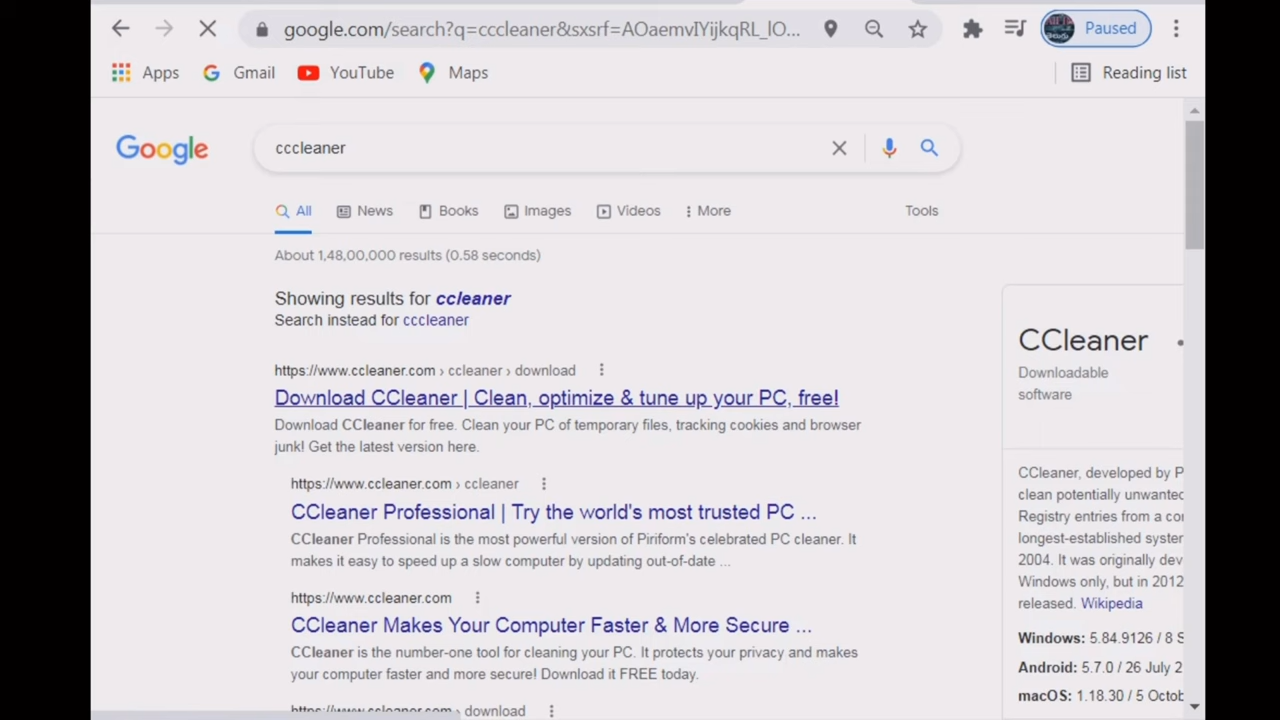 google.com/search?q=cccleaner&sxsrf=AOaemvIYijkqRL_lO...
Paused
Apps
Gmail
YouTube
Maps
Reading list
Google
cccleaner
All
News
Books
Images
Videos
More
Tools
About 1,48,00,000 results (0.58 seconds)
Showing results for ccleaner
Search instead for cccleaner
https://www.ccleaner.com › ccleaner › download
Download CCleaner | Clean, optimize & tune up your PC, free!
Download CCleaner for free. Clean your PC of temporary files, tracking cookies and browser
junk! Get the latest version here.
https://www.ccleaner.com › ccleaner
CCleaner Professional | Try the world's most trusted PC ...
CCleaner Professional is the most powerful version of Piriform's celebrated PC cleaner. It
makes it easy to speed up a slow computer by updating out-of-date ...
https://www.ccleaner.com
CCleaner Makes Your Computer Faster & More Secure ...
CCleaner is the number-one tool for cleaning your PC. It protects your privacy and makes
your computer faster and more secure! Download it FREE today.
https://www.ccleaner.com › download
CCleaner
Downloadable
software
CCleaner, developed by P
clean potentially unwanted
Registry entries from a co
longest-established syste
2004. It was originally dev
Windows only, but in 2012
released. Wikipedia
Windows: 5.84.9126 / 8 S
Android: 5.7.0 / 26 July 2
macOS: 1.18.30 / 5 Octob